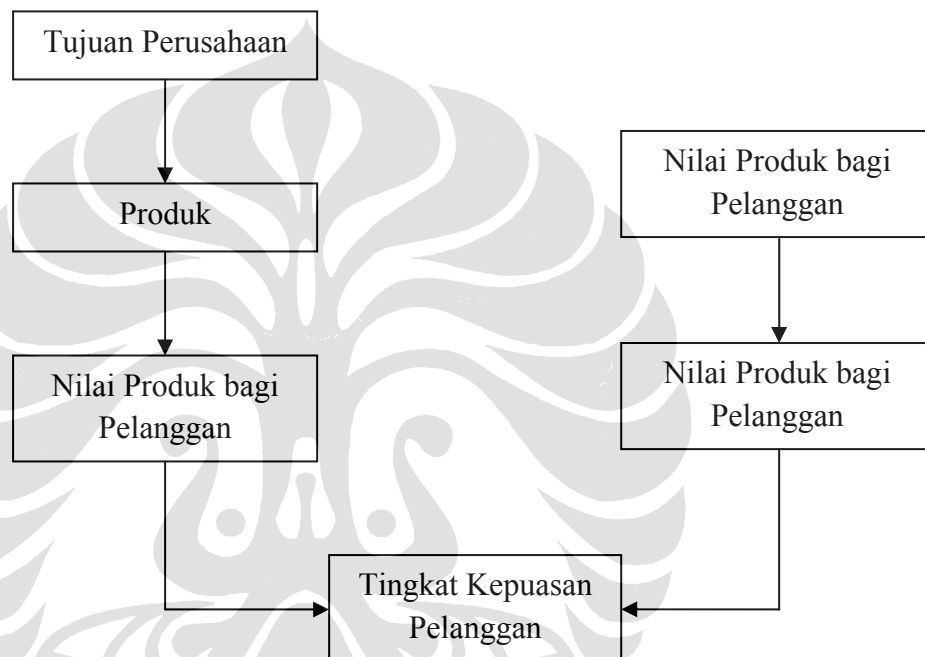 Tujuan Perusahaan
Produk
Nilai Produk bagi
Pelanggan
Nilai Produk bagi
Pelanggan
Nilai Produk bagi
Pelanggan
Tingkat Kepuasan
Pelanggan